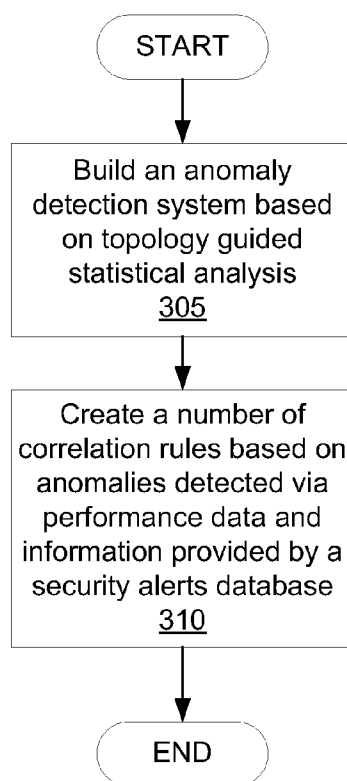 START
Build an anomaly
detection system based
on topology guided
statistical analysis
305
Create a number of
correlation rules based on
anomalies detected via
performance data and
information provided by a
security alerts database
310
END